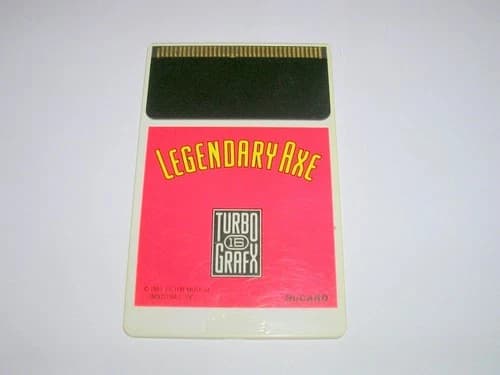 LEGENDARY AXE
TURBO
16
GRAFX
HuCARD